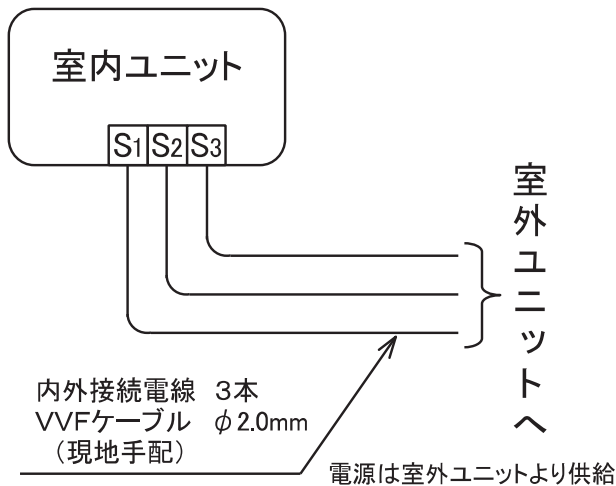 室内ユニット
S1 S2 S3
室外ユニットへ
内外接続電線 3本
VVFケーブル φ2.0mm
(現地手配)
電源は室外ユニットより供給